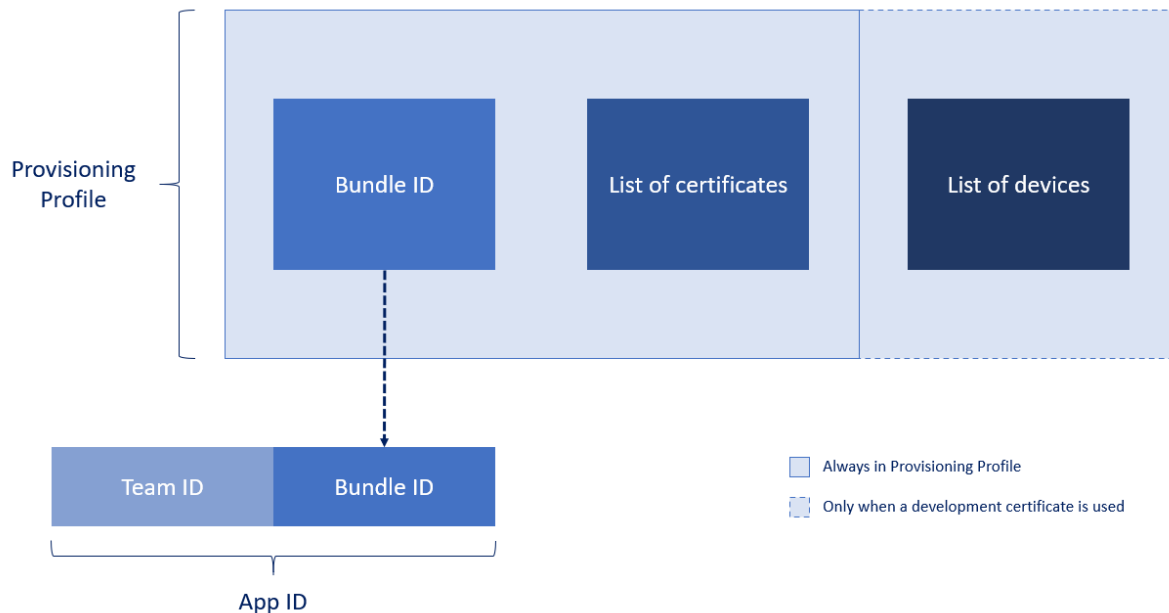 Provisioning
Profile
Bundle ID
List of certificates
List of devices
Team ID
Bundle ID
App ID
Always in Provisioning Profile
Only when a development certificate is used